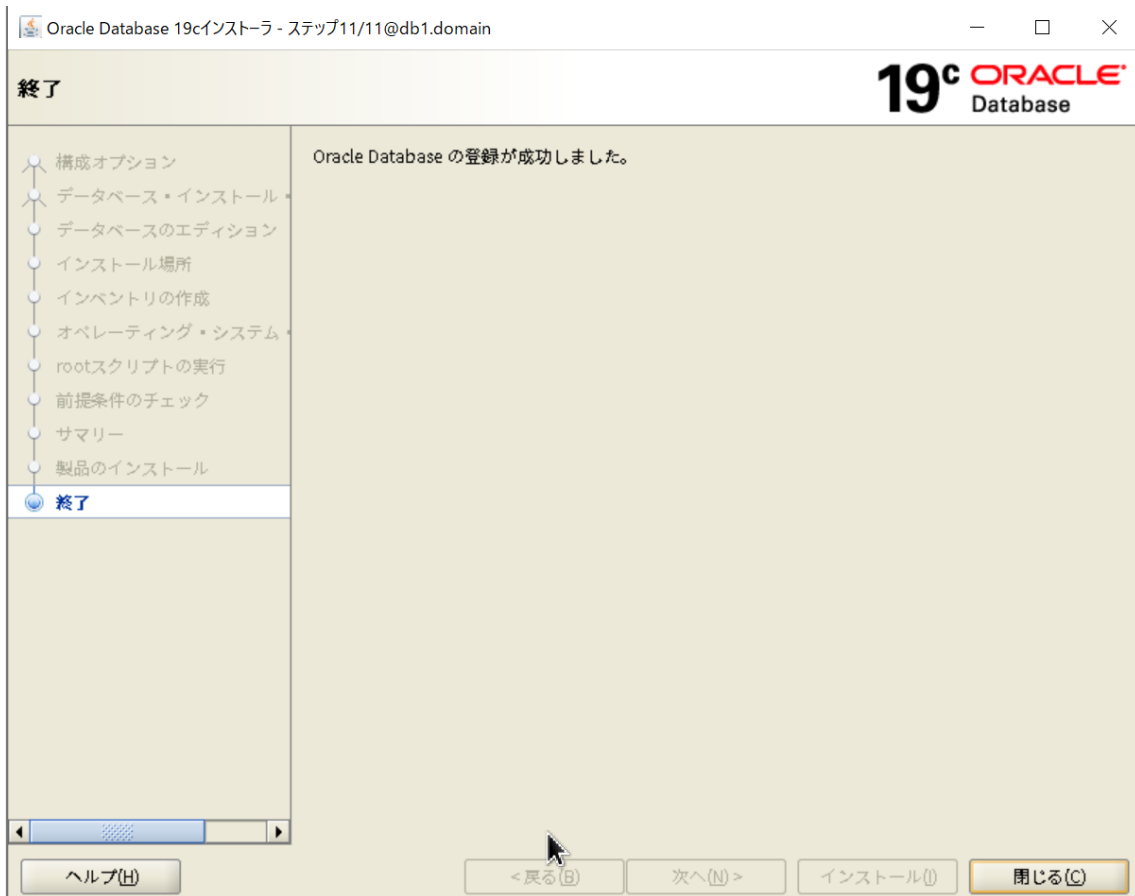 Oracle Database 19cインストーラ - ステップ11/11@db1.domain
終了
19c ORACLE
Database
構成オプション
データベース・インストール・
データベースのエディション
インストール場所
インベントリの作成
オペレーティング・システム・
rootスクリプトの実行
前提条件のチェック
サマリー
製品のインストール
終了
Oracle Database の登録が成功しました。
ヘルプ(H)
<戻る(B)
次へ(N) >
インストール(I)
閉じる(C)